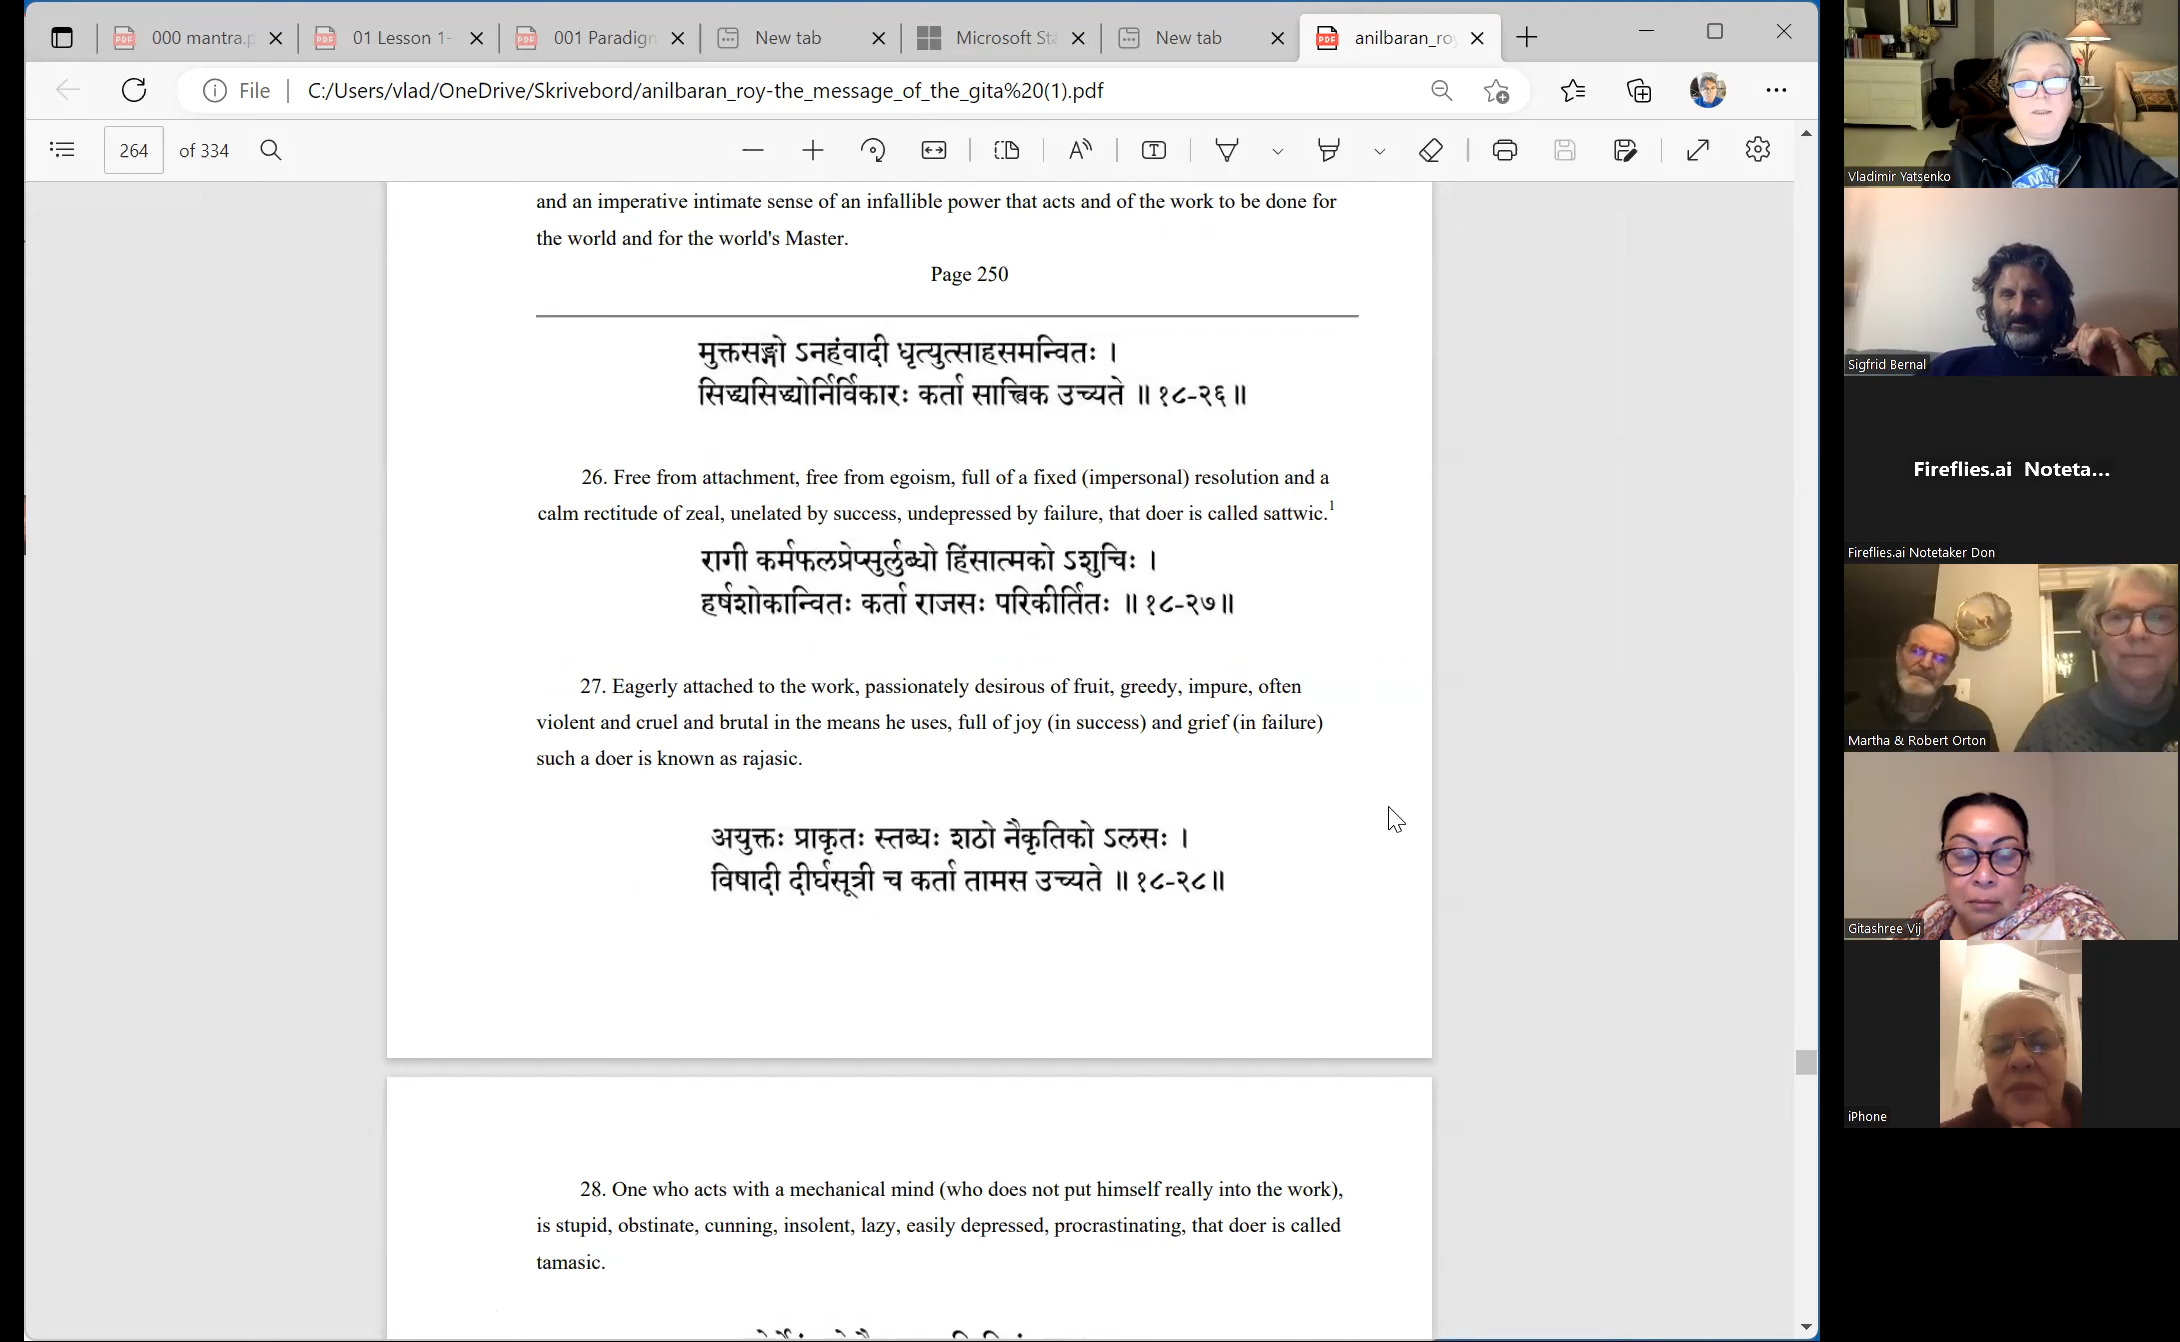 000 mantra.p
01 Lesson 1-
001 Paradign
New tab
Microsoft Sta
New tab
anilbaran_ro
File
C:/Users/vlad/OneDrive/Skrivebord/anilbaran_roy-the_message_of_the_gita%20(1).pdf
264 of 334
and an imperative intimate sense of an infallible power that acts and of the work to be done for
the world and for the world's Master.
Page 250
मुक्तसङ्गो ऽनहंवादी धृत्युत्साहसमन्वितः ।
सिद्ध्यसिद्ध्योर्निर्विकारः कर्ता सात्त्विक उच्यते ॥१८-२६॥
26. Free from attachment, free from egoism, full of a fixed (impersonal) resolution and a
calm rectitude of zeal, unelated by success, undepressed by failure, that doer is called sattwic.1
रागी कर्मफलप्रेप्सुर्लुब्धो हिंसात्मको ऽशुचिः ।
हर्षशोकान्वितः कर्ता राजसः परिकीर्तितः ॥१८-२७॥
27. Eagerly attached to the work, passionately desirous of fruit, greedy, impure, often
violent and cruel and brutal in the means he uses, full of joy (in success) and grief (in failure)
such a doer is known as rajasic.
अयुक्तः प्राकृतः स्तब्धः शठो नैकृतिको ऽलसः ।
विषादी दीर्घसूत्री च कर्ता तामस उच्यते ॥१८-२८॥
28. One who acts with a mechanical mind (who does not put himself really into the work),
is stupid, obstinate, cunning, insolent, lazy, easily depressed, procrastinating, that doer is called
tamasic.
Vladimir Yatsenko
Sigfrid Bernal
Fireflies.ai Noteta...
Fireflies.ai Notetaker Don
Martha & Robert Orton
Gitashree Vij
iPhone